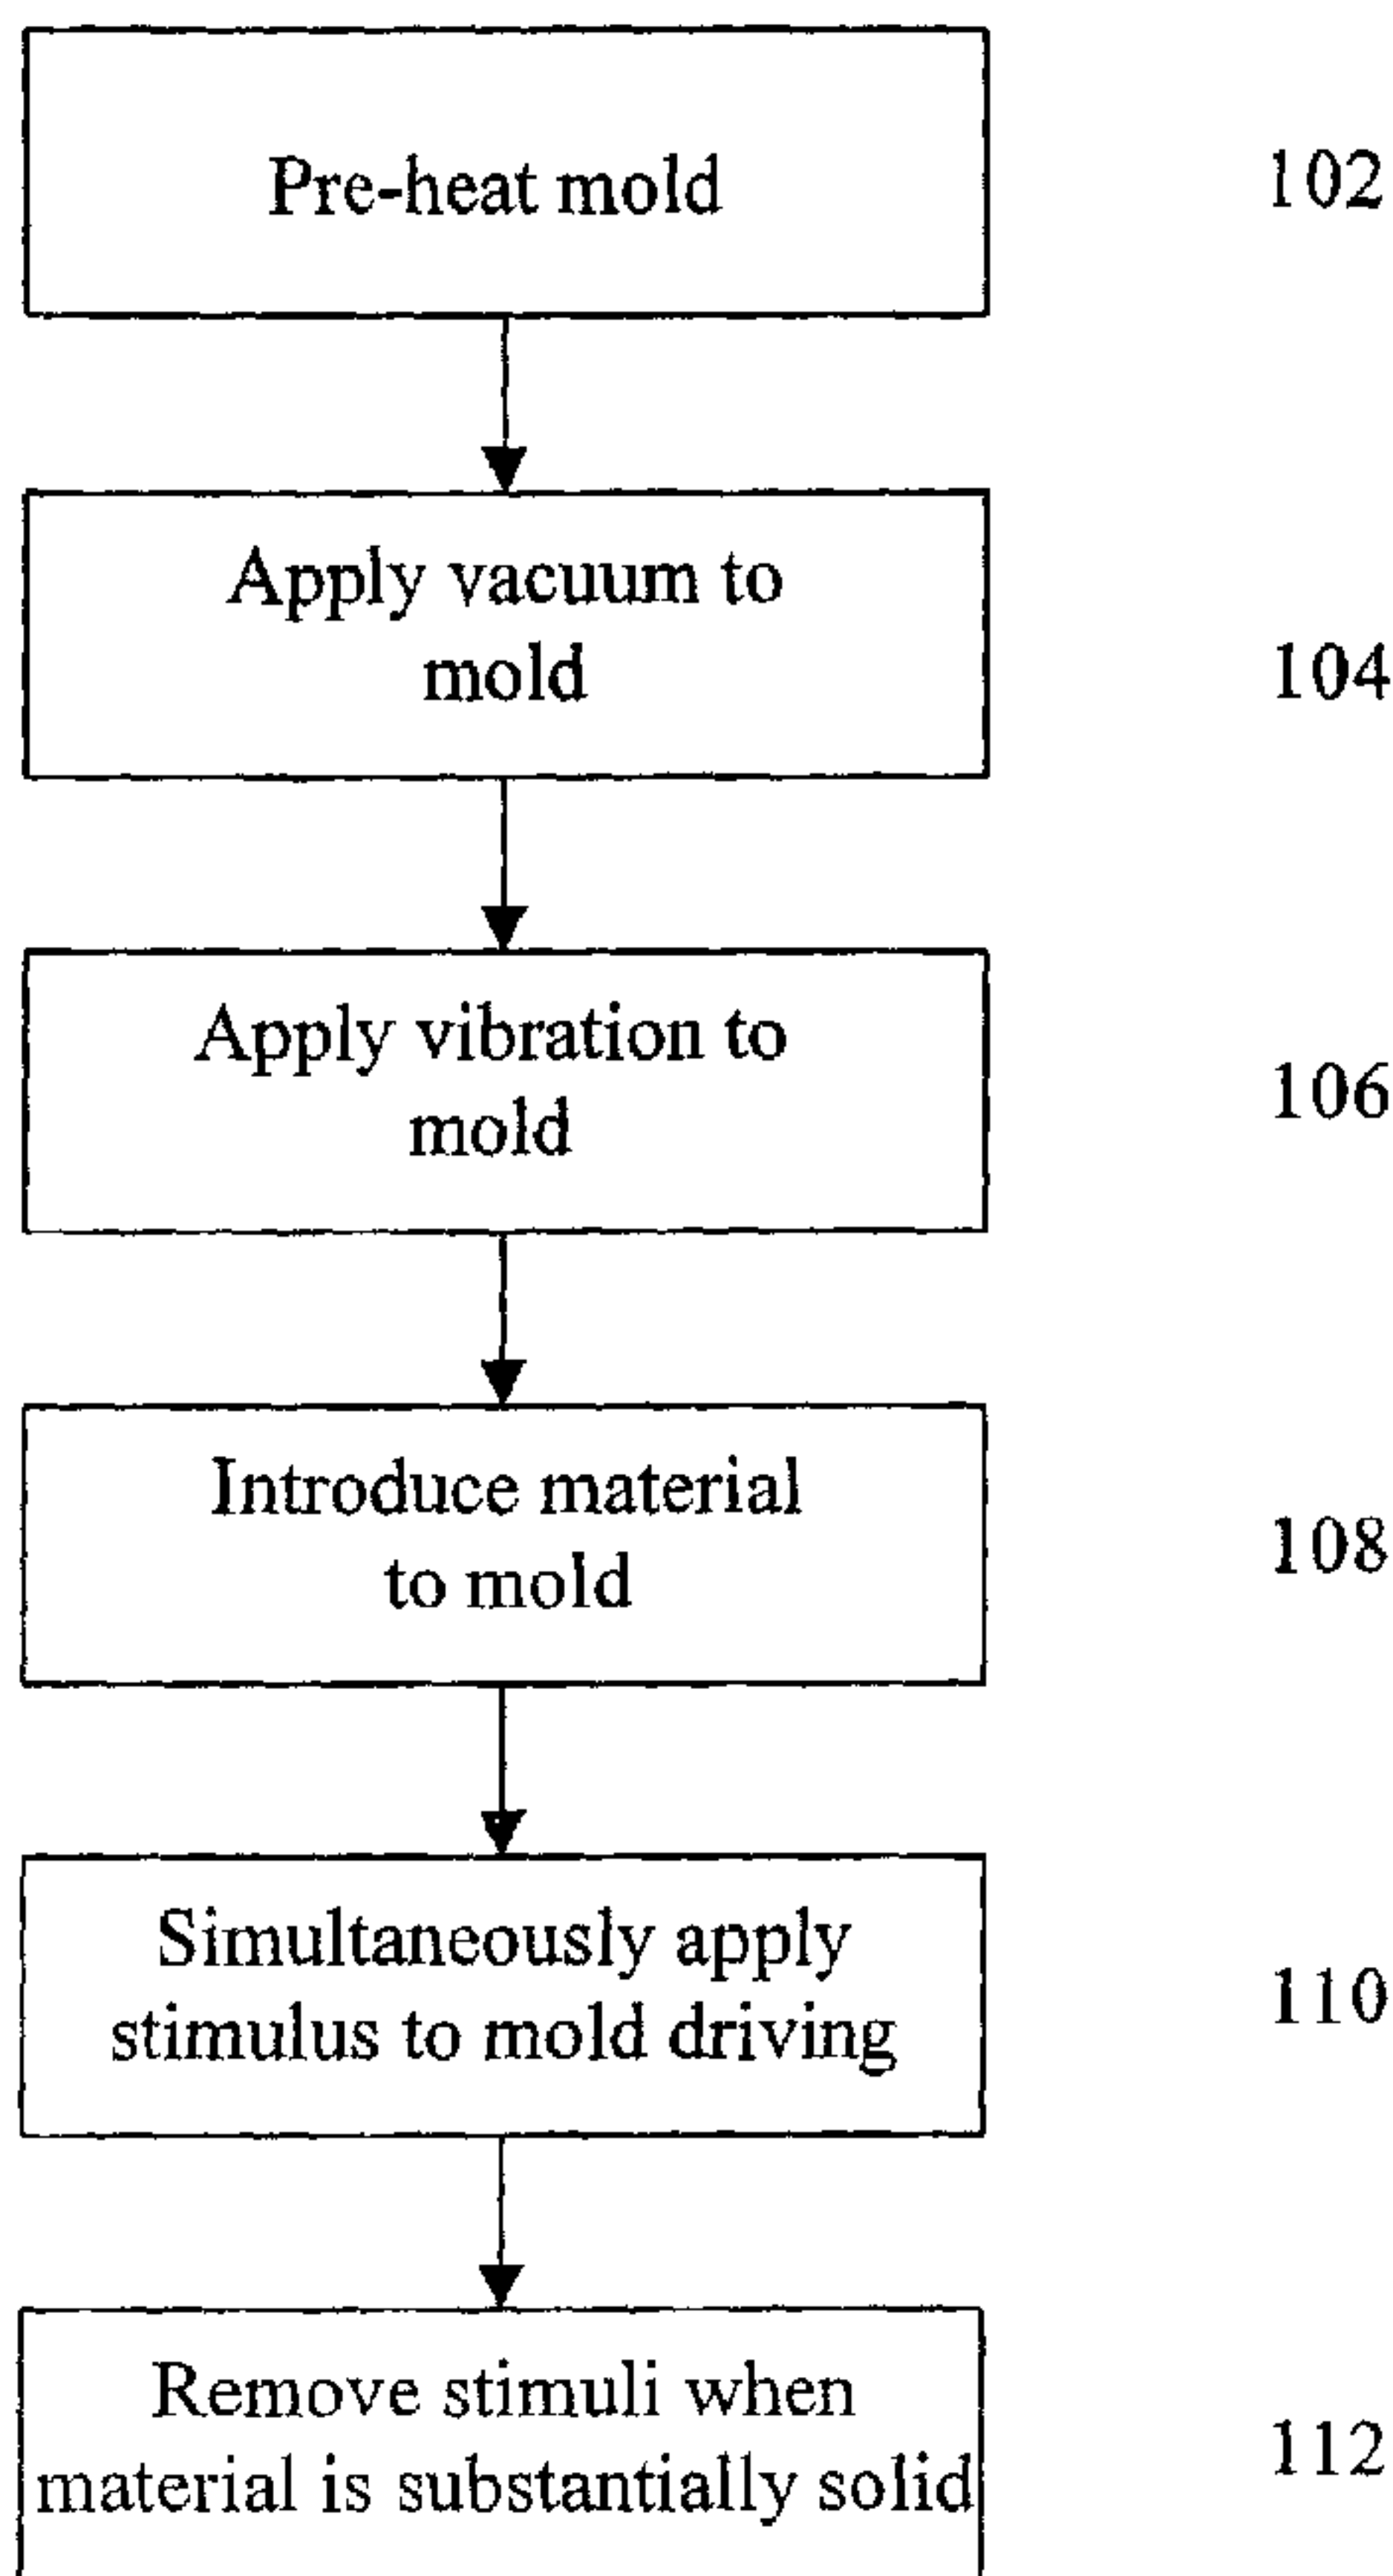 Pre-heat mold
102
Apply vacuum to
mold
104
Apply vibration to
mold
106
Introduce material
to mold
108
Simultaneously apply
stimulus to mold driving
110
Remove stimuli when
material is substantially solid
112